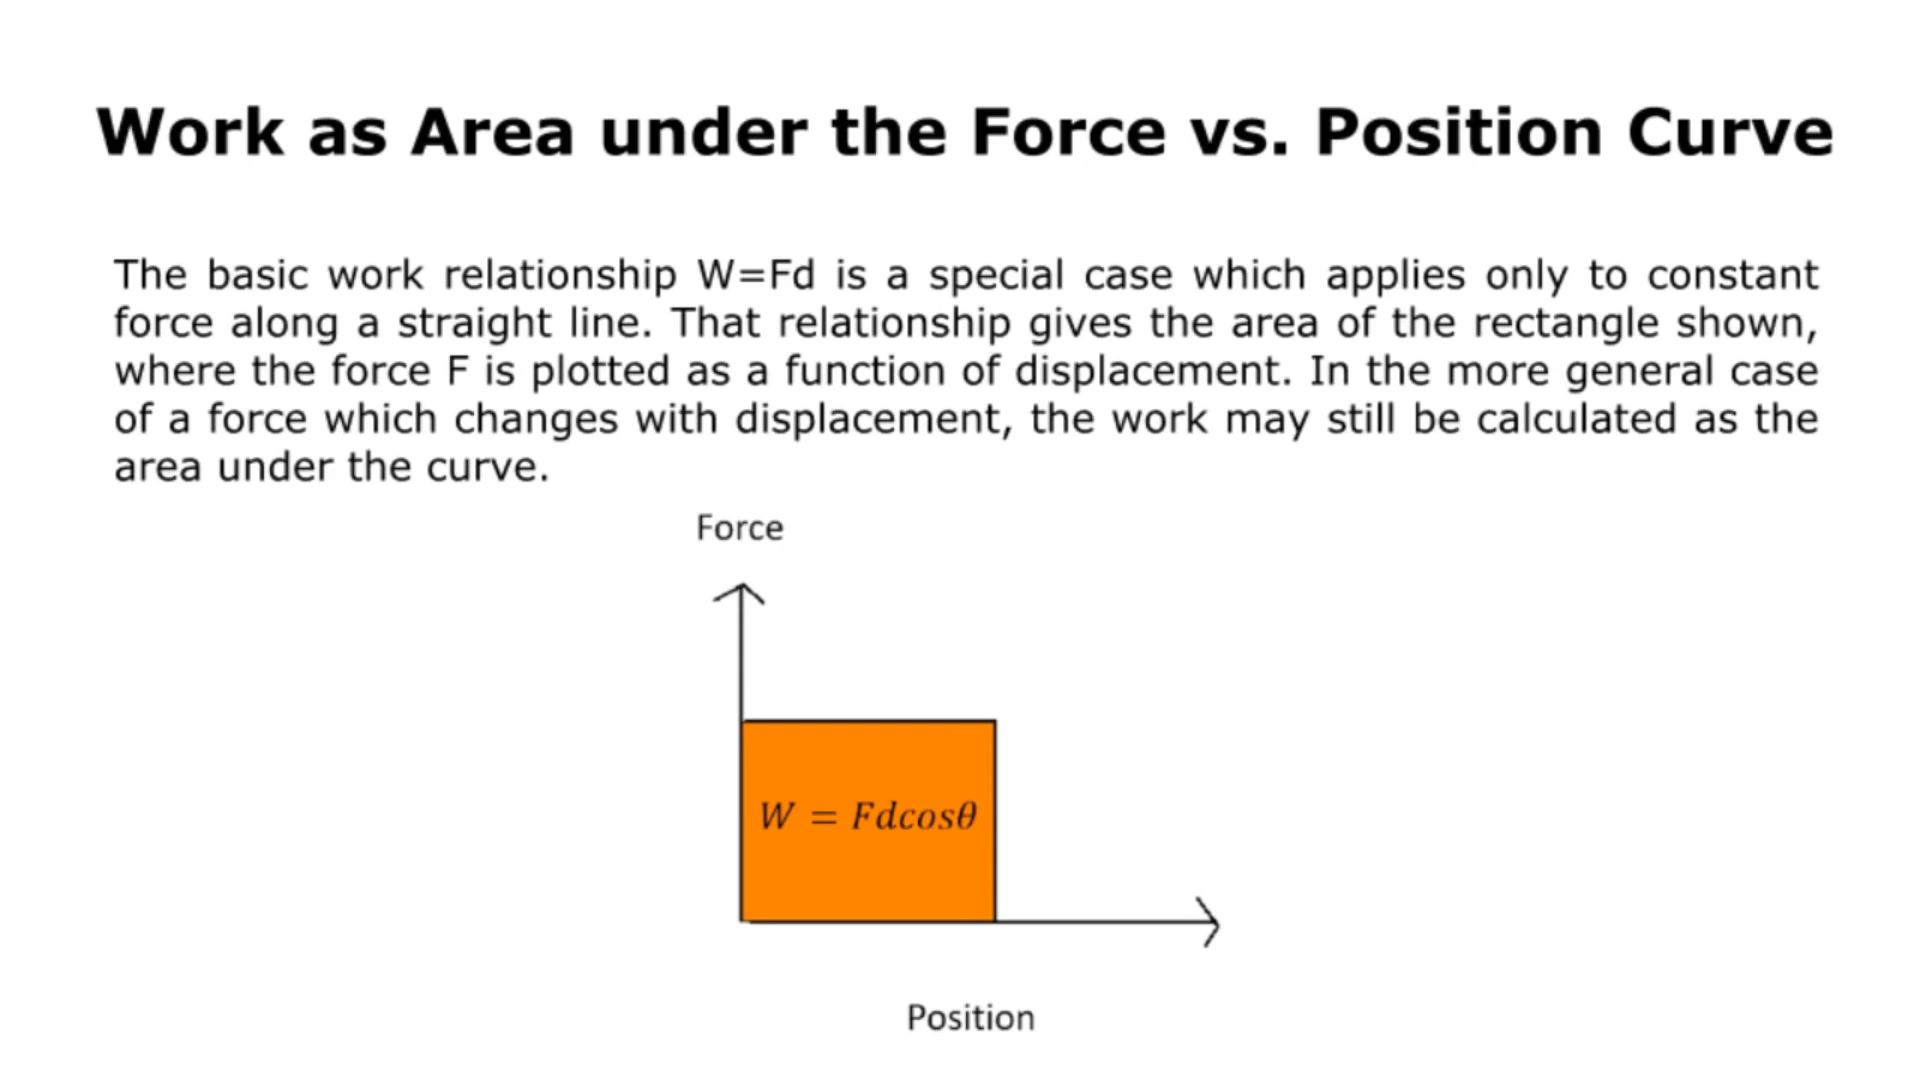 Work as Area under the Force vs. Position Curve
The basic work relationship W=Fd is a special case which applies only to constant
force along a straight line. That relationship gives the area of the rectangle shown,
where the force F is plotted as a function of displacement. In the more general case
of a force which changes with displacement, the work may still be calculated as the
area under the curve.
Force
W = Fdcosθ
Position